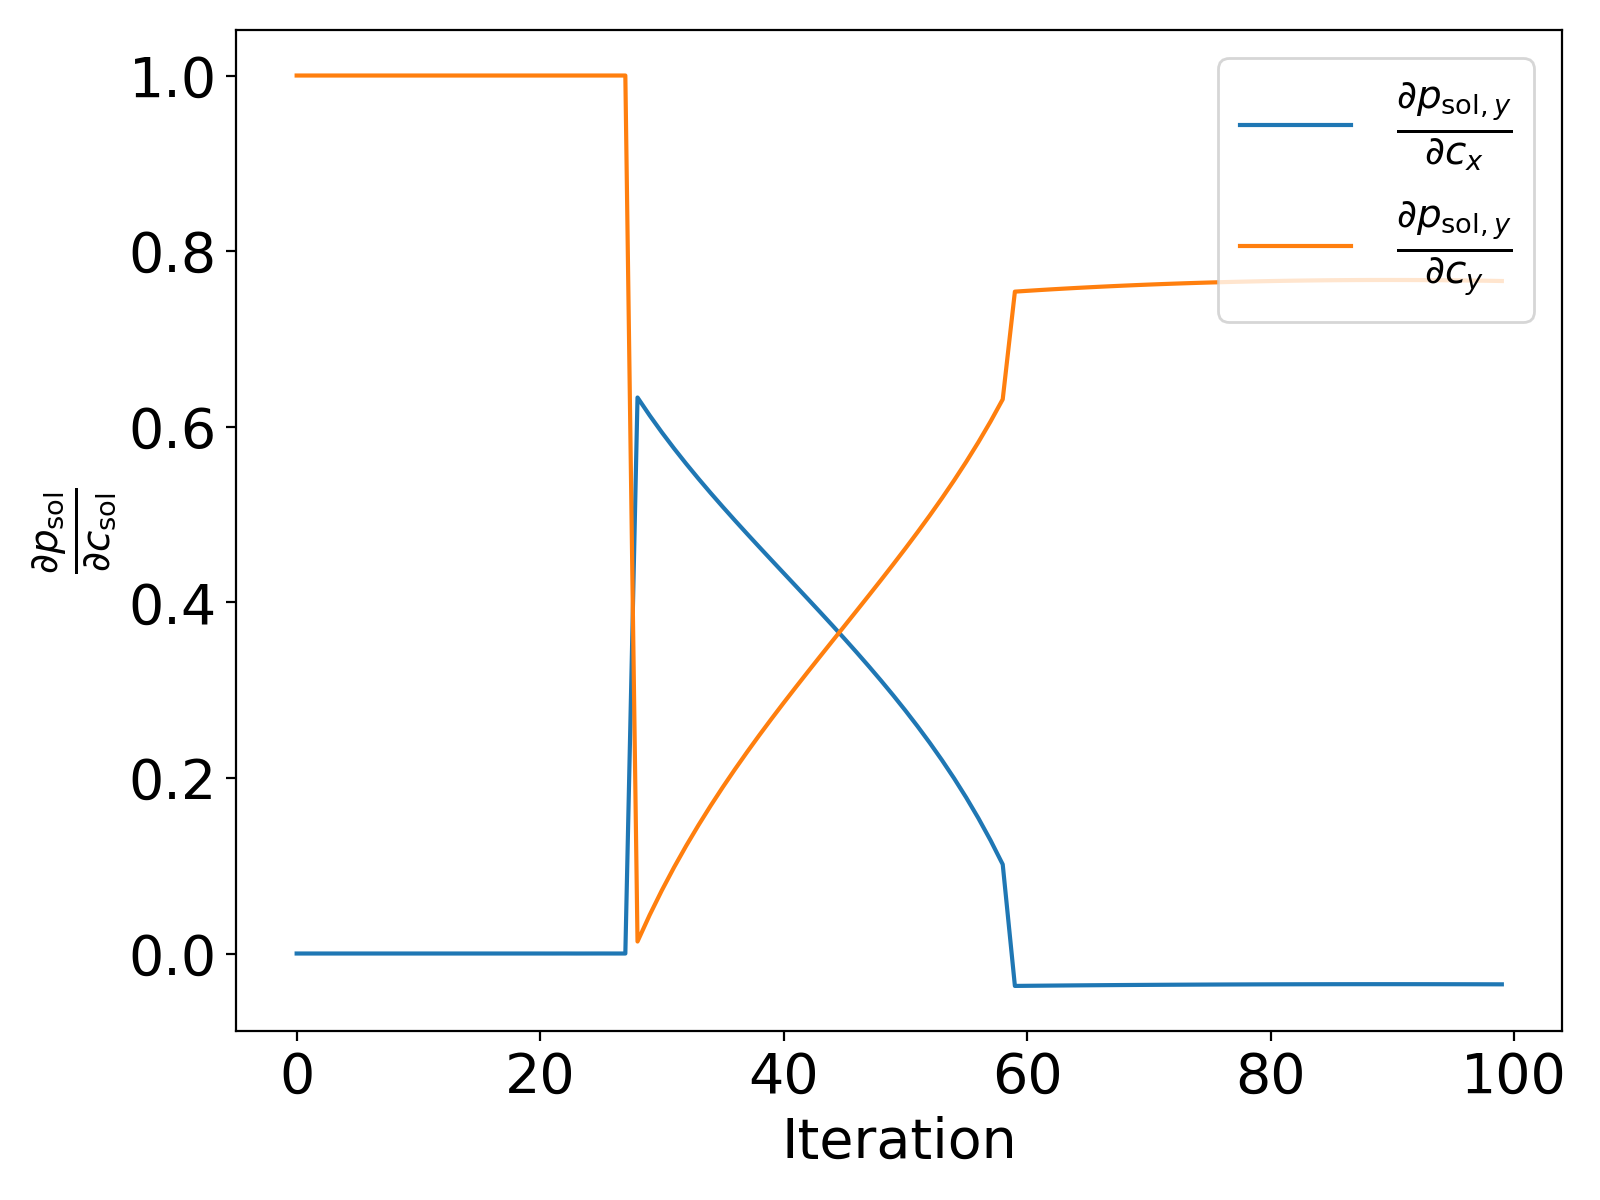 1.0
0.8
0.6
0.4
0.2
0.0
∂p_sol
∂c_sol
0 20 40 60 80 100
Iteration
∂p_sol, y
∂c_x
∂p_sol, y
∂c_y